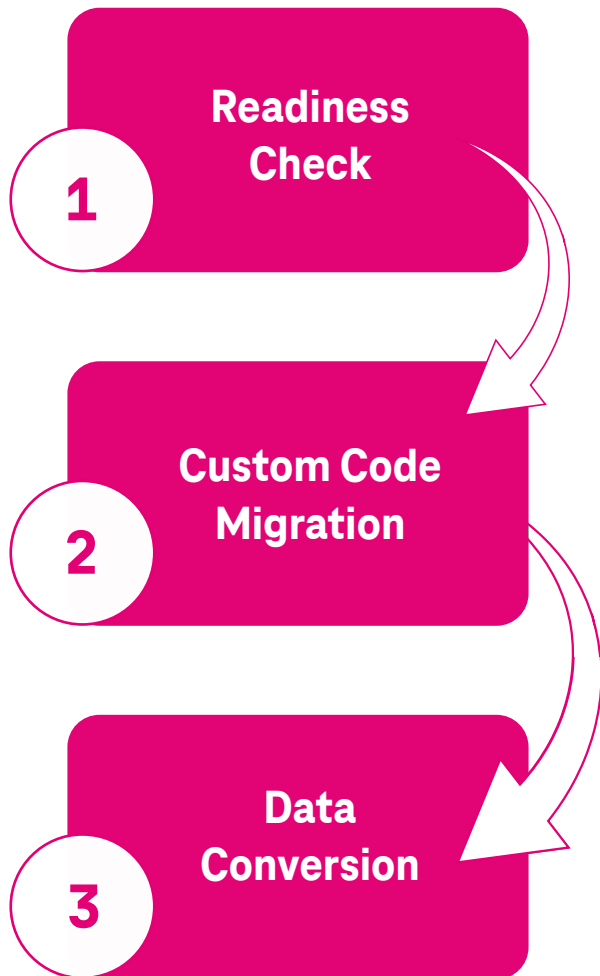 Readiness
Check
1
Custom Code
Migration
2
Data
Conversion
3